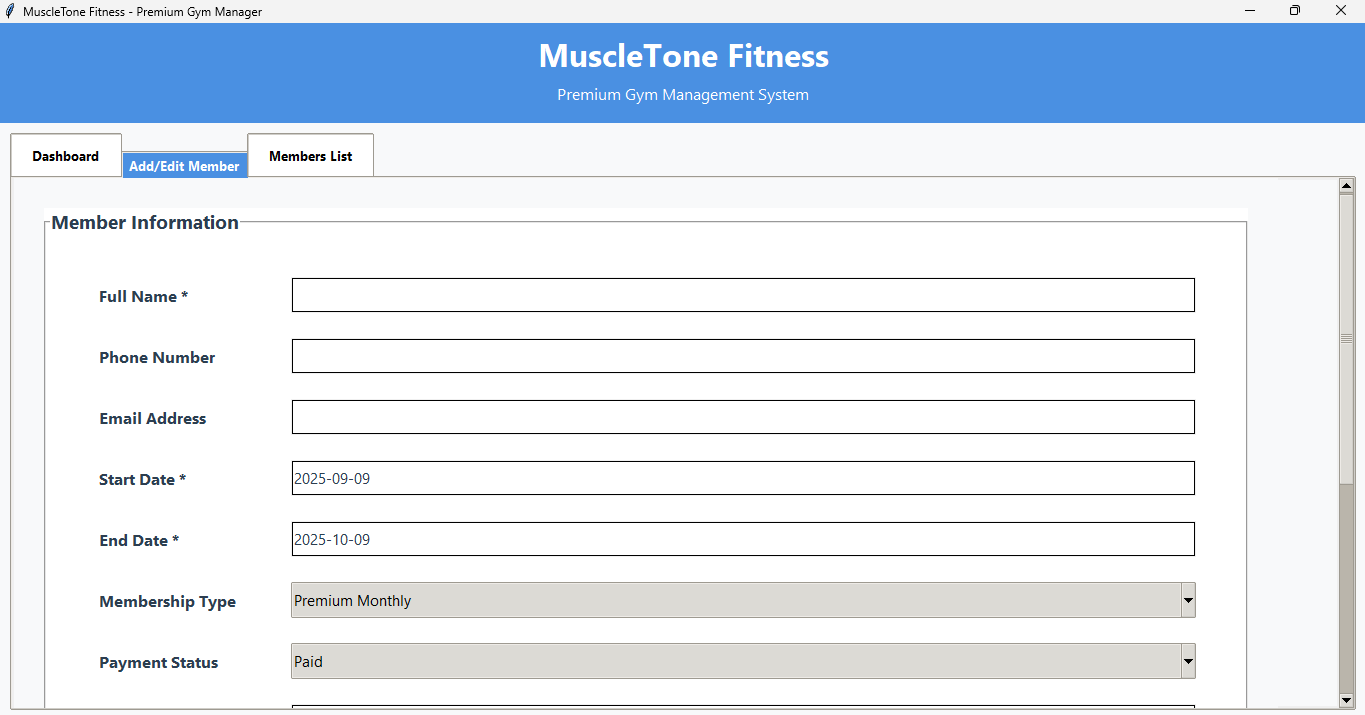 MuscleTone Fitness - Premium Gym Manager
MuscleTone Fitness
Premium Gym Management System
Dashboard
Add/Edit Member
Members List
Member Information
Full Name *
Phone Number
Email Address
Start Date *
2025-09-09
End Date *
2025-10-09
Membership Type
Premium Monthly
Payment Status
Paid